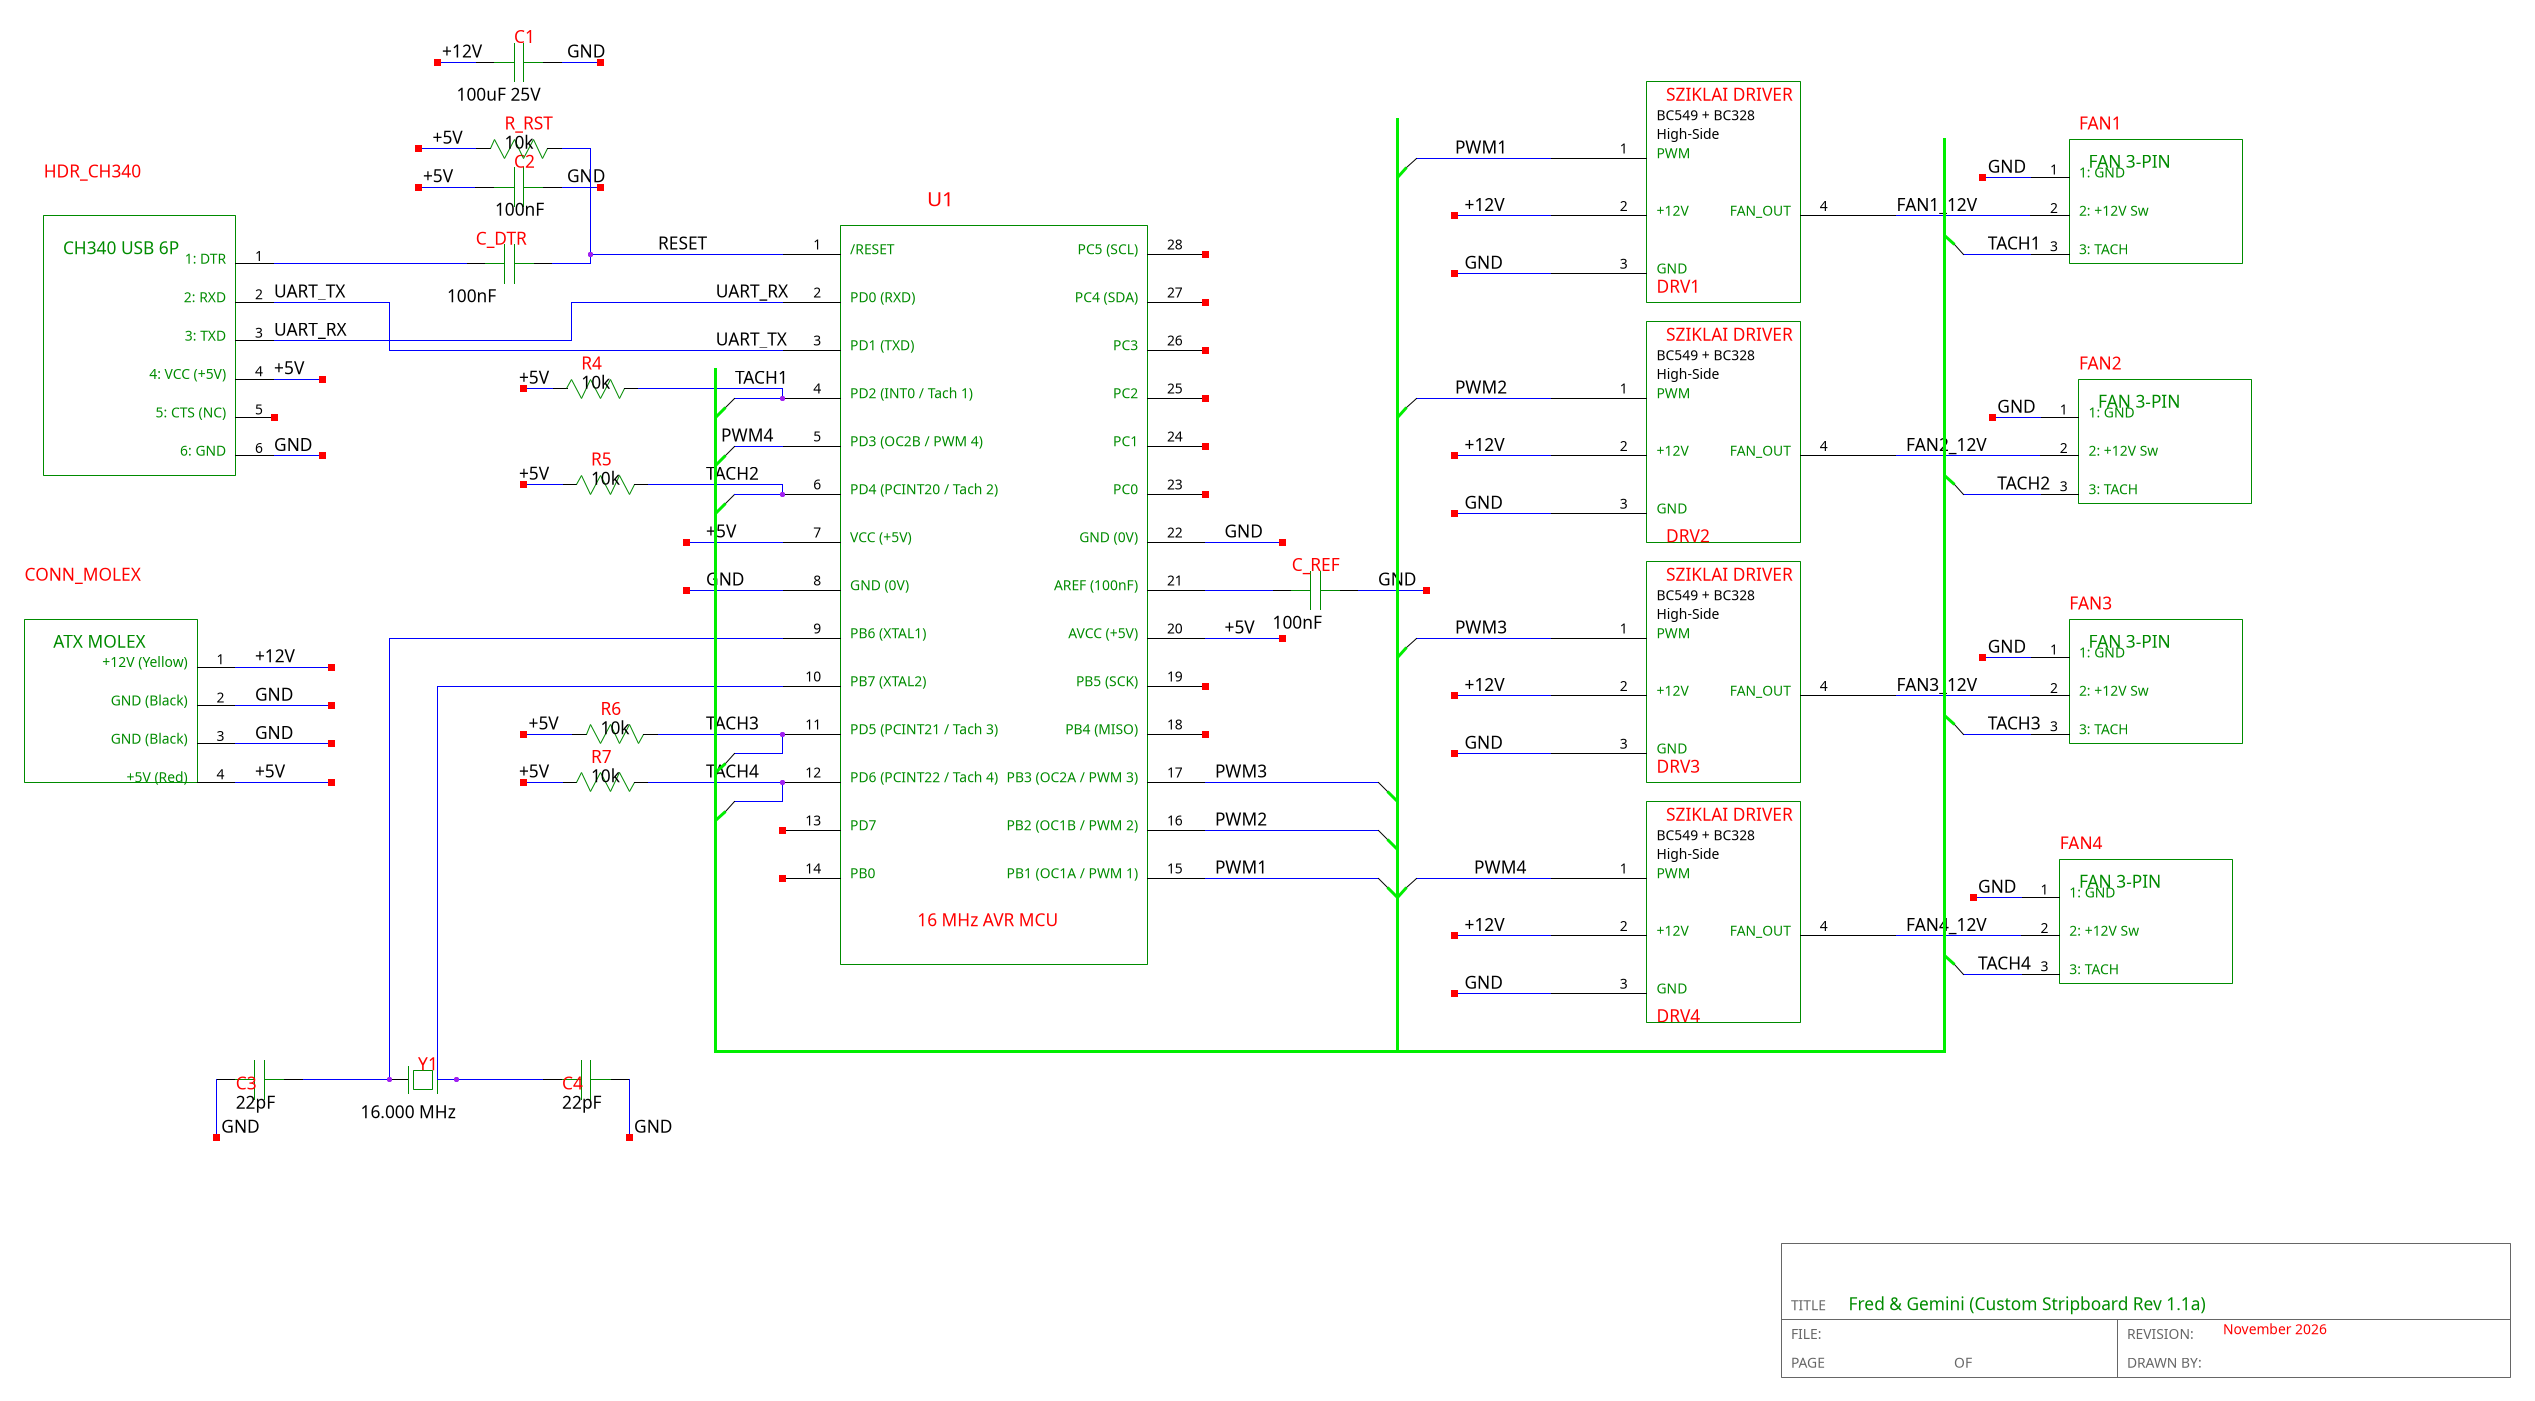 C1
+12V
GND
100uF 25V
R_RST
+5V
10k
C2
+5V
GND
100nF
C_DTR
100nF
RESET
HDR_CH340
CH340 USB 6P
1: DTR
1
2: RXD
2
UART_TX
3: TXD
3
UART_RX
4: VCC (+5V)
4
+5V
5: CTS (NC)
5
6: GND
6
GND
CONN_MOLEX
ATX MOLEX
+12V (Yellow)
1
+12V
GND (Black)
2
GND
GND (Black)
3
GND
+5V (Red)
4
+5V
UART_RX
UART_TX
R4
+5V
10k
TACH1
PWM4
R5
+5V
10k
TACH2
+5V
GND
R6
+5V
10k
TACH3
R7
+5V
10k
TACH4
C3
22pF
GND
Y1
16.000 MHz
C4
22pF
GND
U1
1
/RESET
PC5 (SCL)
28
2
PD0 (RXD)
PC4 (SDA)
27
3
PD1 (TXD)
PC3
26
4
PD2 (INT0 / Tach 1)
PC2
25
5
PD3 (OC2B / PWM 4)
PC1
24
6
PD4 (PCINT20 / Tach 2)
PC0
23
7
VCC (+5V)
GND (0V)
22
8
GND (0V)
AREF (100nF)
21
9
PB6 (XTAL1)
AVCC (+5V)
20
10
PB7 (XTAL2)
PB5 (SCK)
19
11
PD5 (PCINT21 / Tach 3)
PB4 (MISO)
18
12
PD6 (PCINT22 / Tach 4)
PB3 (OC2A / PWM 3)
17
13
PD7
PB2 (OC1B / PWM 2)
16
14
PB0
PB1 (OC1A / PWM 1)
15
16 MHz AVR MCU
GND
C_REF
GND
100nF
+5V
PWM3
PWM2
PWM1
SZIKLAI DRIVER
BC549 + BC328
High-Side
PWM1
1
PWM
+12V
2
+12V
FAN_OUT
4
FAN1_12V
GND
3
GND
DRV1
SZIKLAI DRIVER
BC549 + BC328
High-Side
PWM2
1
PWM
+12V
2
+12V
FAN_OUT
4
FAN2_12V
GND
3
GND
DRV2
SZIKLAI DRIVER
BC549 + BC328
High-Side
PWM3
1
PWM
+12V
2
+12V
FAN_OUT
4
FAN3_12V
GND
3
GND
DRV3
SZIKLAI DRIVER
BC549 + BC328
High-Side
PWM4
1
PWM
+12V
2
+12V
FAN_OUT
4
FAN4_12V
GND
3
GND
DRV4
FAN1
FAN 3-PIN
GND
1
1: GND
2
2: +12V Sw
TACH1
3
3: TACH
FAN2
FAN 3-PIN
GND
1
1: GND
2
2: +12V Sw
TACH2
3
3: TACH
FAN3
FAN 3-PIN
GND
1
1: GND
2
2: +12V Sw
TACH3
3
3: TACH
FAN4
FAN 3-PIN
GND
1
1: GND
2
2: +12V Sw
TACH4
3
3: TACH
TITLE Fred & Gemini (Custom Stripboard Rev 1.1a)
FILE:
REVISION: November 2026
PAGE OF
DRAWN BY: